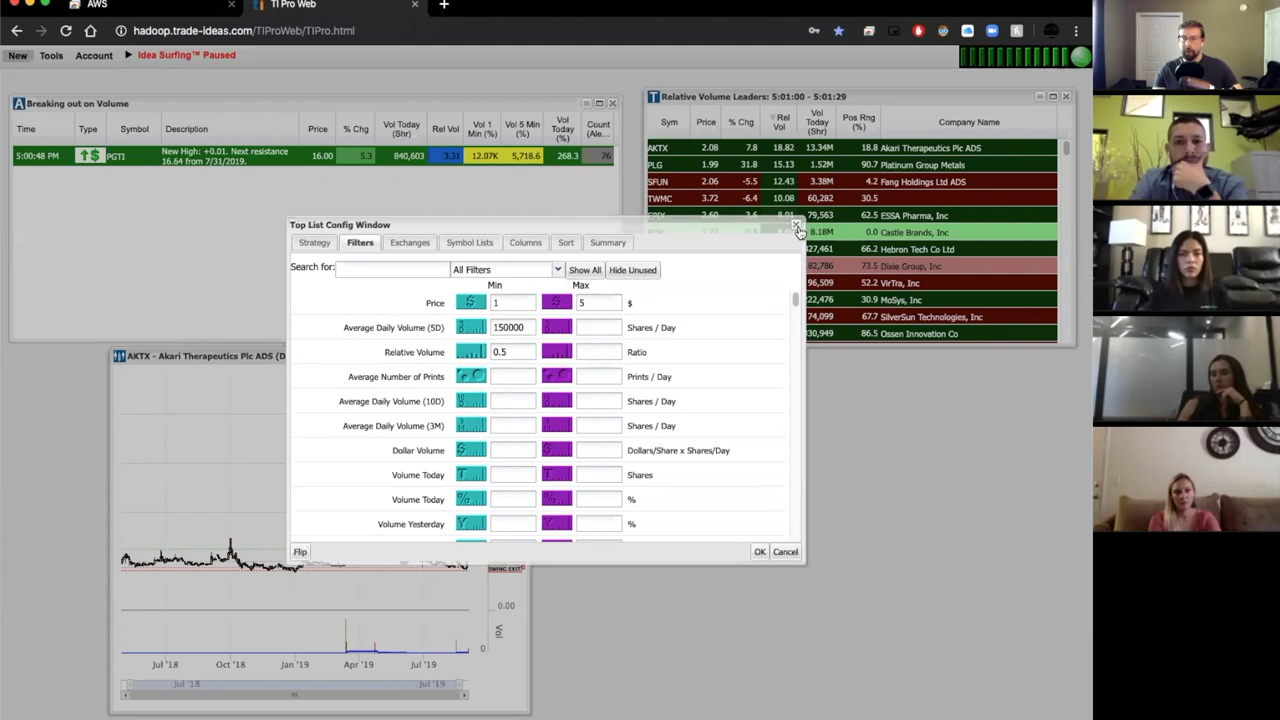 AWS
TI Pro Web
hadoop.trade-ideas.com/TIProWeb/TIPro.html
New Tools Account Idea Surfing™ Paused
Breaking out on Volume
Time Type Symbol Description Price % Chg Vol Today (Shr) Rel Vol Vol 1 Min (%) Vol 5 Min (%) Vol Today (%) Count (Ale...
5:00:48 PM PGTI New High: +0.01. Next resistance 16.64 from 7/31/2019. 16.00 5.3 840,603 3.31 12.07K 5,718.6 268.3 76
Relative Volume Leaders: 5:01:00 - 5:01:29
Sym Price % Chg Rel Vol Vol Today (Shr) Pos Rng (%) Company Name
AKTX 2.08 7.8 18.82 13.34M 18.8 Akari Therapeutics Plc ADS
PLG 1.99 31.8 15.13 1.52M 90.7 Platinum Group Metals
SFUN 2.06 -5.5 12.43 3.38M 4.2 Fang Holdings Ltd ADS
TWMC 3.72 -6.4 10.08 60,282 30.5
79,563 62.5 ESSA Pharma, Inc
8.18M 0.0 Castle Brands, Inc
66.2 Hebron Tech Co Ltd
73.5 Dixie Group, Inc
52.2 VirTra, Inc
30.9 MoSys, Inc
67.7 SilverSun Technologies, Inc
86.5 Ossen Innovation Co
Top List Config Window
Strategy Filters Exchanges Symbol Lists Columns Sort Summary
Search for: All Filters Show All Hide Unused
Min Max
Price 1 5 $
Average Daily Volume (5D) 150000 Shares / Day
Relative Volume 0.5 Ratio
Average Number of Prints Prints / Day
Average Daily Volume (10D) Shares / Day
Average Daily Volume (3M) Shares / Day
Dollar Volume Dollars/Share x Shares/Day
Volume Today Shares
Volume Today %
Volume Yesterday %
Flip OK Cancel
AKTX - Akari Therapeutics Plc ADS (D
SWING EXIT
0.00
Vol
0
Jul '18 Oct '18 Jan '19 Apr '19 Jul '19
Jul '18 Jul '19